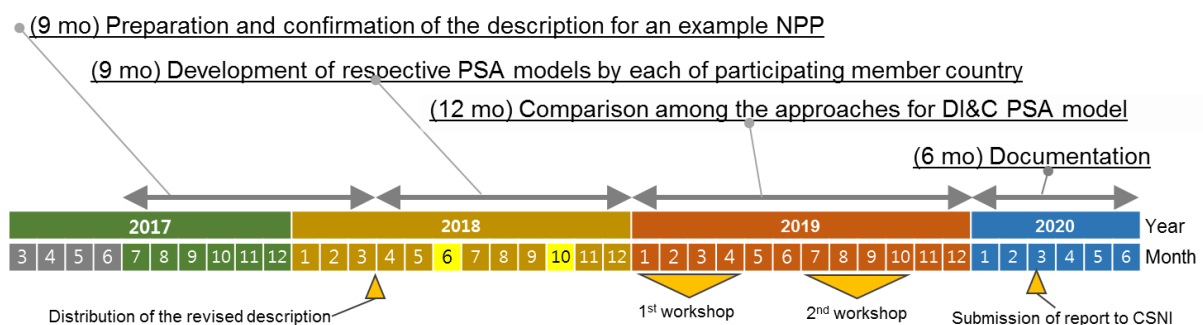 (9 mo) Preparation and confirmation of the description for an example NPP
(9 mo) Development of respective PSA models by each of participating member country
(12 mo) Comparison among the approaches for DI&C PSA model
(6 mo) Documentation
2017 2018 2019 2020 Year
3 4 5 6 7 8 9 10 11 12 1 2 3 4 5 6 7 8 9 10 11 12 1 2 3 4 5 6 7 8 9 10 11 12 1 2 3 4 5 6 Month
Distribution of the revised description
1st workshop
2nd workshop
Submission of report to CSNI